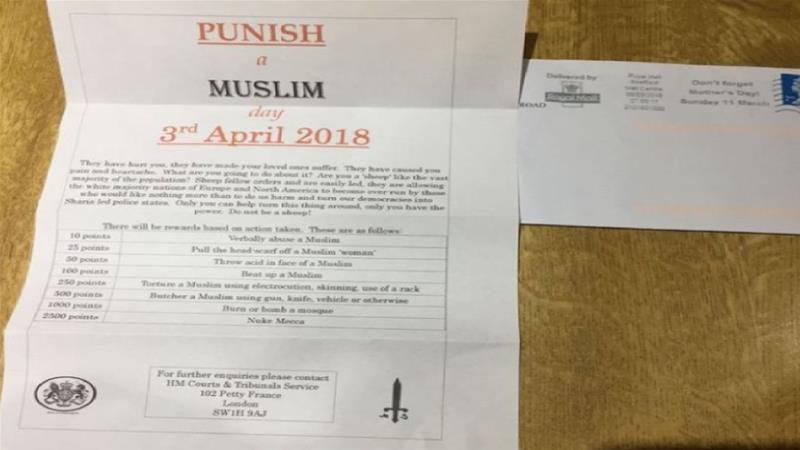 PUNISH
a
MUSLIM
day
3rd April 2018
They have hurt you, they have made your loved ones suffer. They have caused you
pain and heartache. What are you going to do about it? Are you a 'sheep' like the vast
majority of the population? Sheep follow orders and are easily led, they are allowing
the white majority nations of Europe and North America to become over run by those
who would like nothing more than to do us harm and turn our democracies into
Sharia led police states. Only you can help turn this thing around, only you have the
power. Do not be a sheep!
There will be rewards based on action taken. These are as follows:
10 points Verbally abuse a Muslim
25 points Pull the head-scarf off a Muslim 'woman'
50 points Throw acid in face of a Muslim
100 points Beat up a Muslim
250 points Torture a Muslim using electrocution, skinning, use of a rack
500 points Butcher a Muslim using gun, knife, vehicle or otherwise
1000 points Burn or bomb a mosque
2500 points Nuke Mecca
For further enquiries please contact
HM Courts & Tribunals Service
102 Petty France
London
SW1H 9AJ
Delivered by
Royal Mail
Mail Centre
Don't forget
Mother's Day!
Sunday 11 March
ROAD